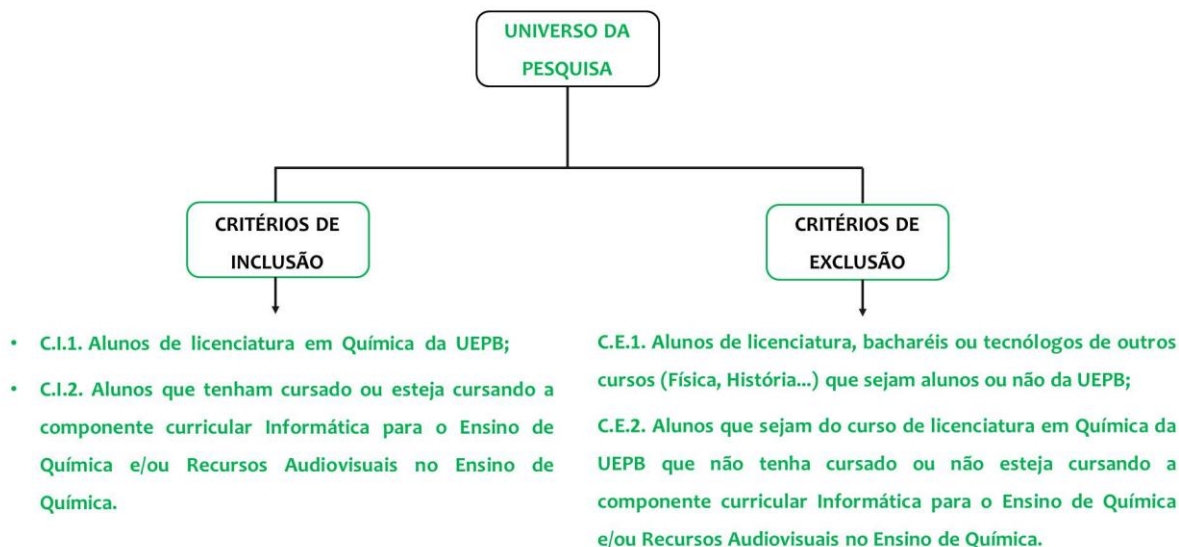 UNIVERSO DA
PESQUISA
CRITÉRIOS DE
INCLUSÃO
• C.I.1. Alunos de licenciatura em Química da UEPB;
• C.I.2. Alunos que tenham cursado ou esteja cursando a
componente curricular Informática para o Ensino de
Química e/ou Recursos Audiovisuais no Ensino de
Química.
CRITÉRIOS DE
EXCLUSÃO
C.E.1. Alunos de licenciatura, bacharéis ou tecnólogos de outros
cursos (Física, História...) que sejam alunos ou não da UEPB;
C.E.2. Alunos que sejam do curso de licenciatura em Química da
UEPB que não tenha cursado ou não esteja cursando a
componente curricular Informática para o Ensino de Química
e/ou Recursos Audiovisuais no Ensino de Química.